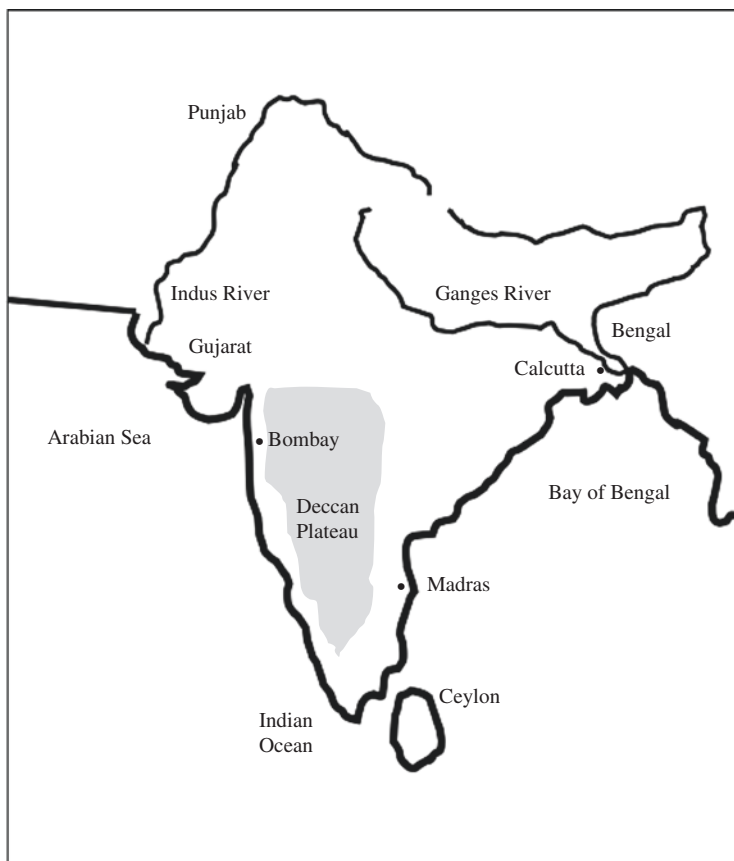 Punjab
Indus River
Ganges River
Bengal
Gujarat
Calcutta
Arabian Sea
Bombay
Bay of Bengal
Deccan
Plateau
Madras
Ceylon
Indian
Ocean